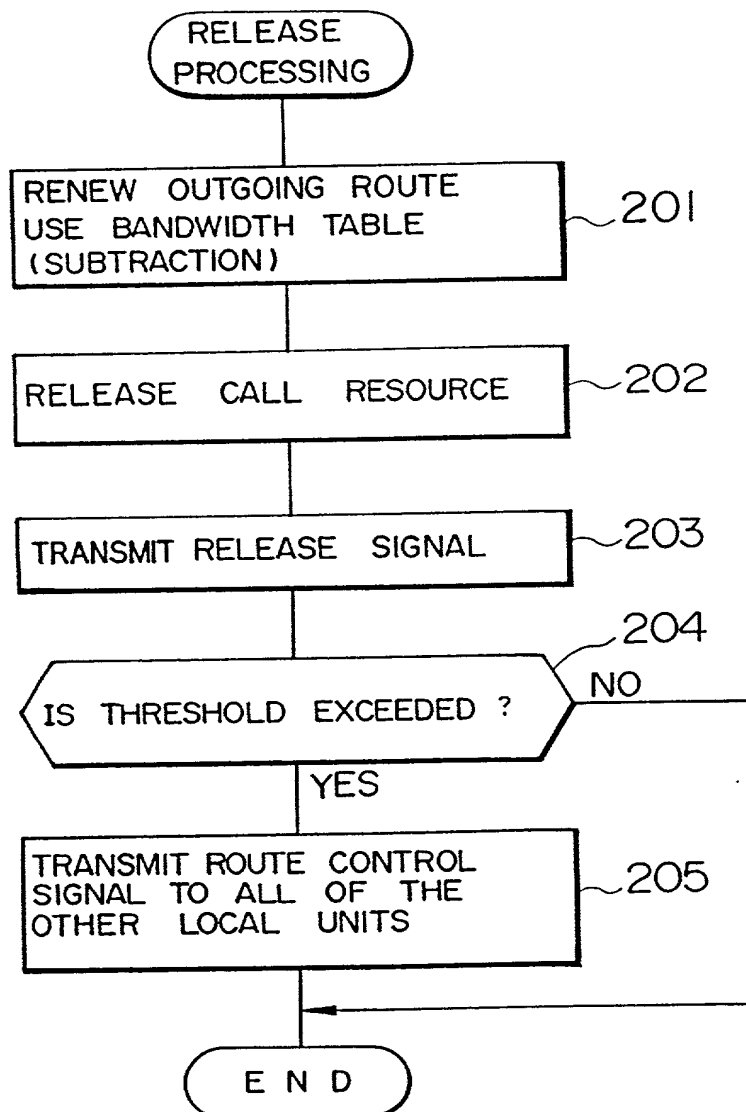 RELEASE
PROCESSING
RENEW OUTGOING ROUTE
USE BANDWIDTH TABLE
(SUBTRACTION)
201
RELEASE CALL RESOURCE
202
TRANSMIT RELEASE SIGNAL
203
204
IS THRESHOLD EXCEEDED ?
NO
YES
TRANSMIT ROUTE CONTROL
SIGNAL TO ALL OF THE
OTHER LOCAL UNITS
205
END